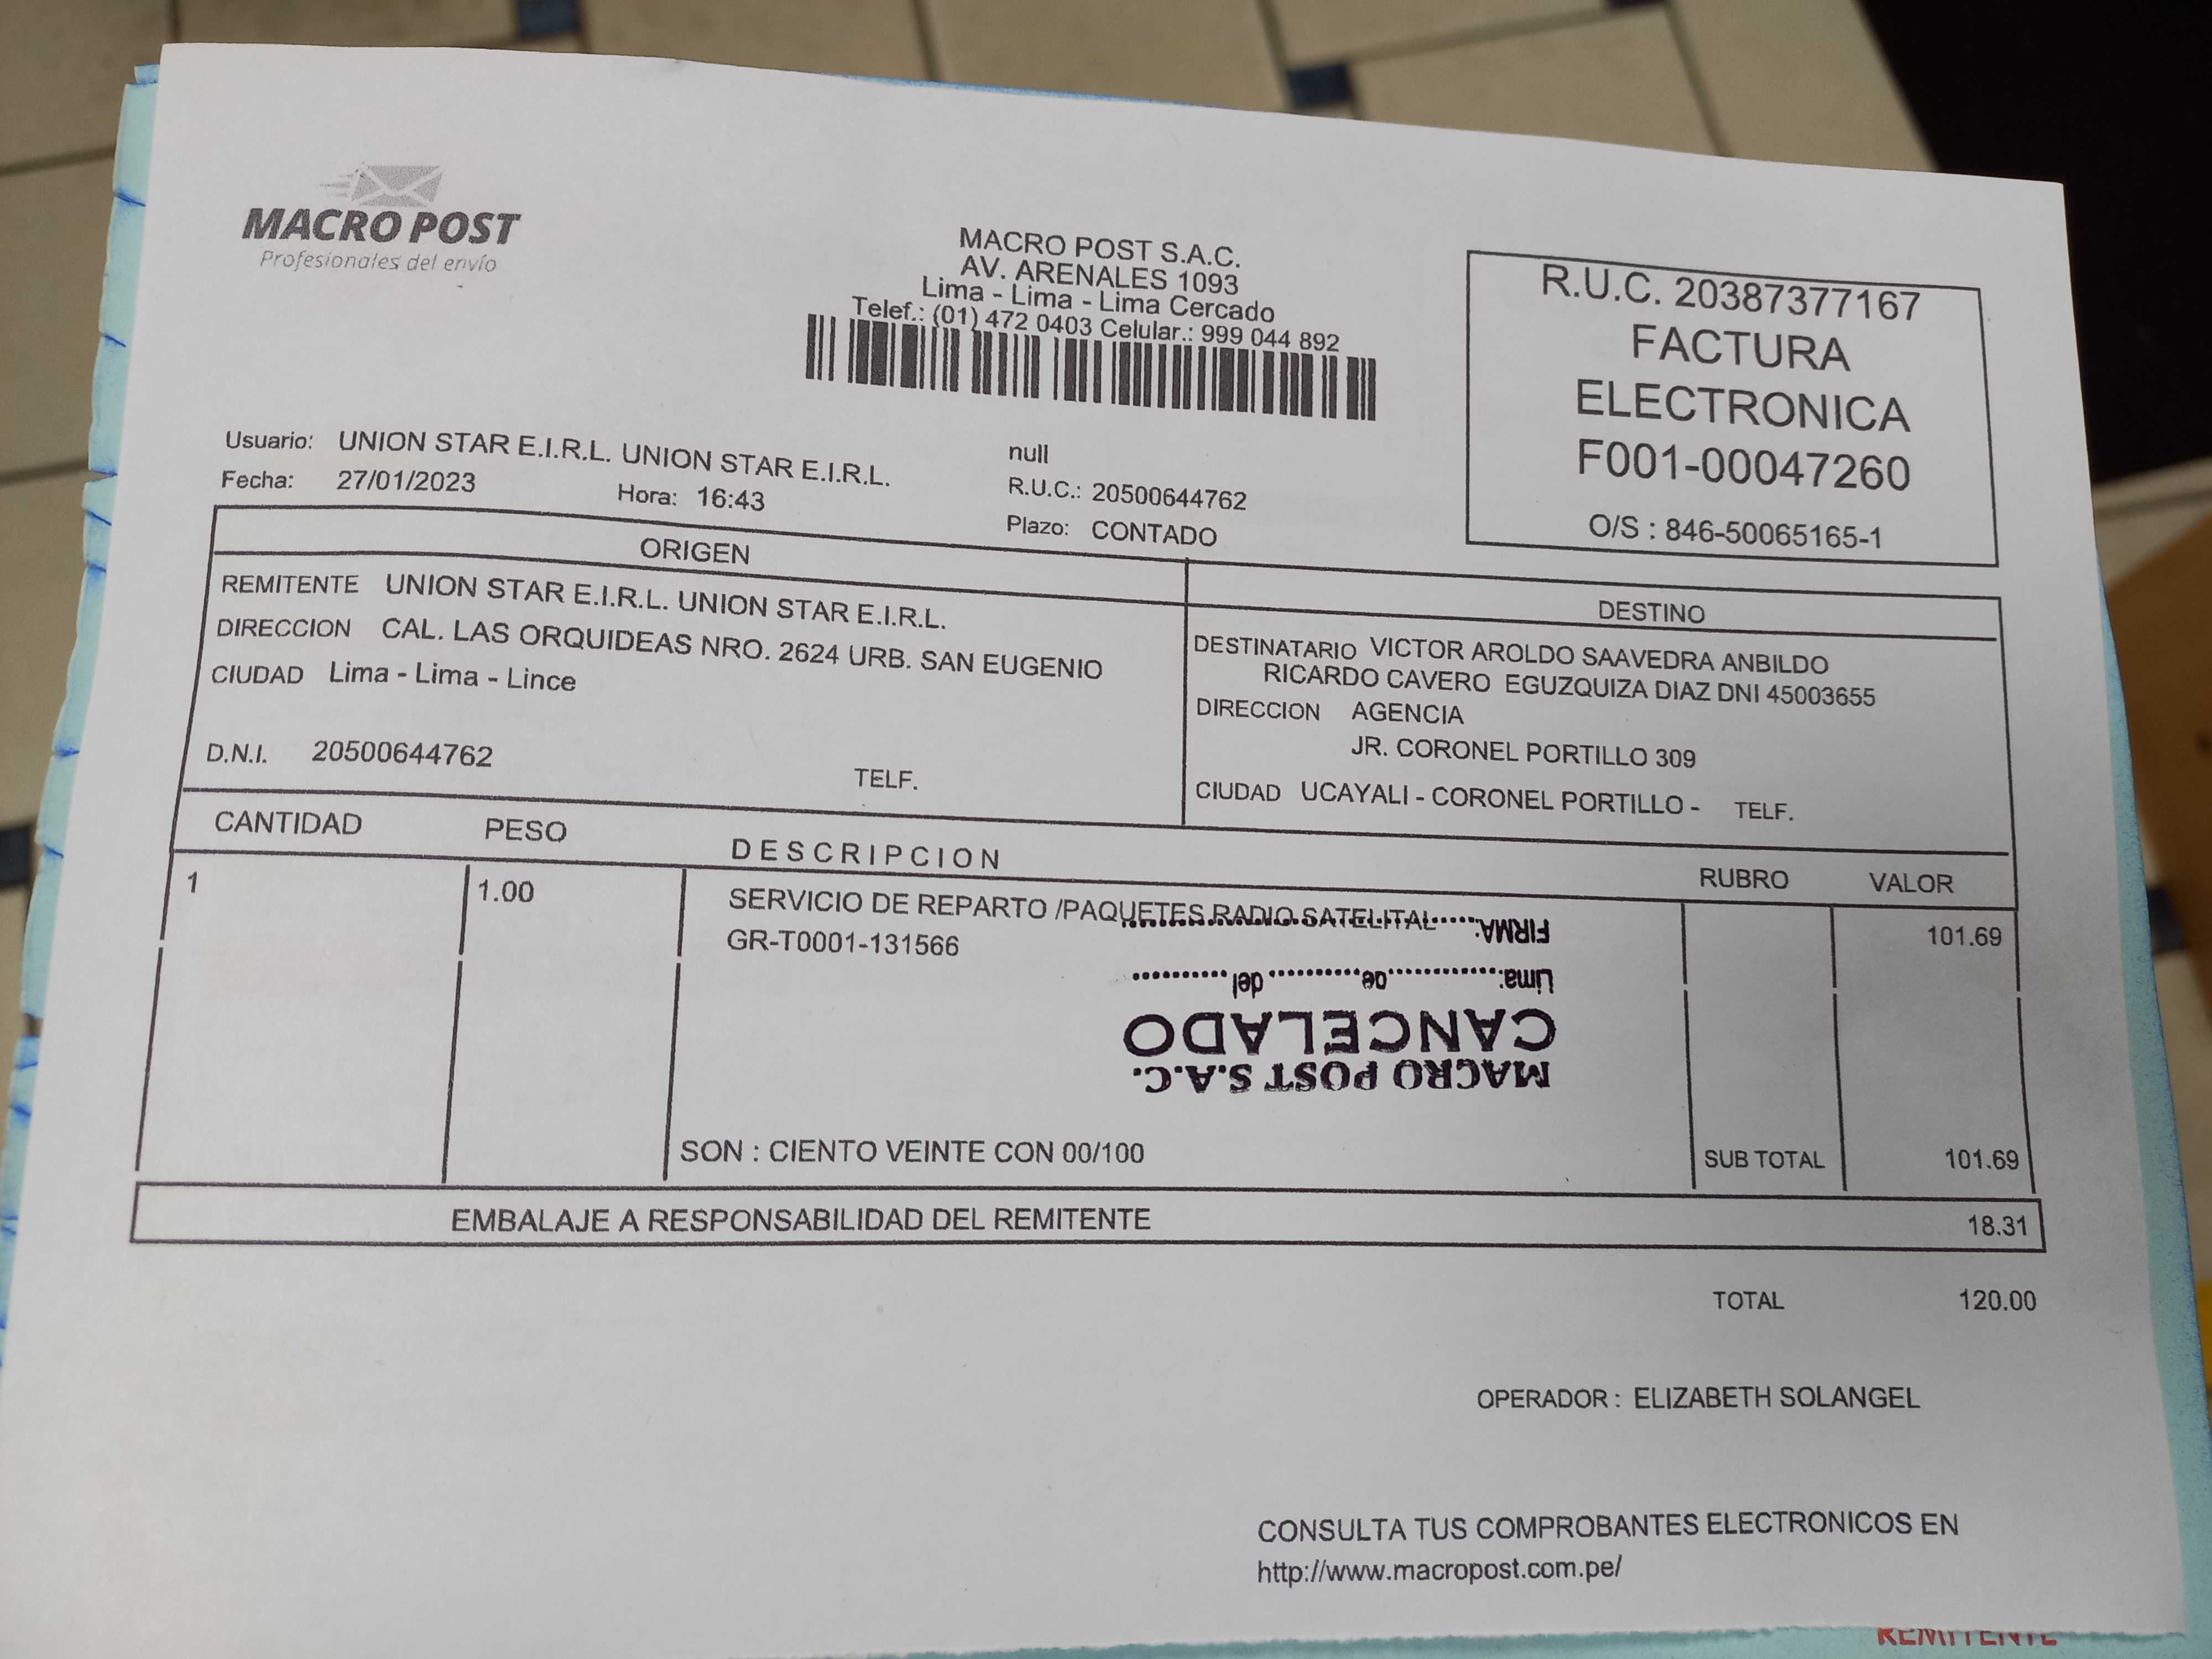 MACRO POST
Profesionales del envío
MACRO POST S.A.C.
AV. ARENALES 1093
Lima - Lima - Lima Cercado
Telef.: (01) 472 0403 Celular.: 999 044 892
R.U.C. 20387377167
FACTURA
ELECTRONICA
F001-00047260
O/S : 846-50065165-1
Usuario: UNION STAR E.I.R.L. UNION STAR E.I.R.L.
null
Fecha: 27/01/2023 Hora: 16:43
R.U.C.: 20500644762
Plazo: CONTADO
ORIGEN
REMITENTE UNION STAR E.I.R.L. UNION STAR E.I.R.L.
DIRECCION CAL. LAS ORQUIDEAS NRO. 2624 URB. SAN EUGENIO
CIUDAD Lima - Lima - Lince
D.N.I. 20500644762 TELF.
DESTINO
DESTINATARIO VICTOR AROLDO SAAVEDRA ANBILDO
RICARDO CAVERO EGUZQUIZA DIAZ DNI 45003655
DIRECCION AGENCIA
JR. CORONEL PORTILLO 309
CIUDAD UCAYALI - CORONEL PORTILLO - TELF.
CANTIDAD PESO DESCRIPCION RUBRO VALOR
1 1.00 SERVICIO DE REPARTO /PAQUETES RADIO SATELITAL 101.69
GR-T0001-131566
MACRO POST S.A.C.
CANCELADO
Lima:..............de............ del ...........
FIRMA:........................................
SON : CIENTO VEINTE CON 00/100 SUB TOTAL 101.69
EMBALAJE A RESPONSABILIDAD DEL REMITENTE 18.31
TOTAL 120.00
OPERADOR : ELIZABETH SOLANGEL
CONSULTA TUS COMPROBANTES ELECTRONICOS EN
http://www.macropost.com.pe/
REMITENTE